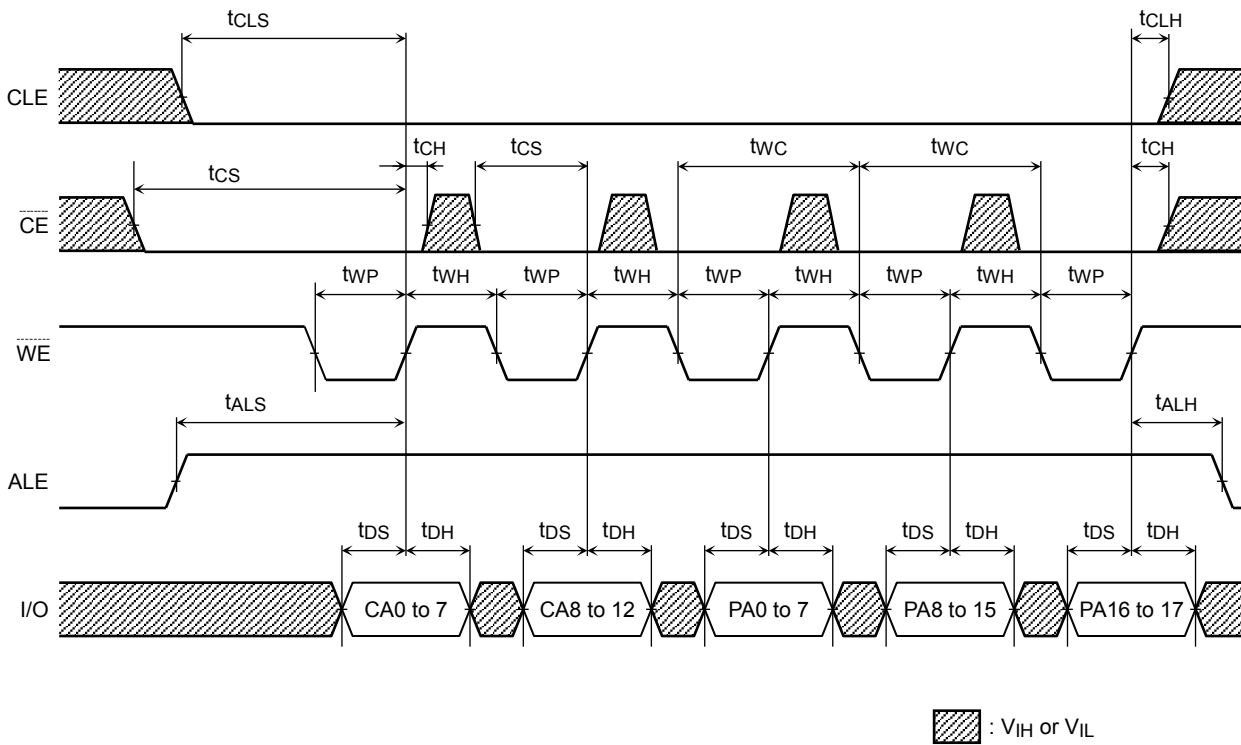 tCLS tCLH
CLE
tCH tCS tWC tWC tCH
tCS
CE
tWP tWH tWP tWH tWP tWH tWP tWH tWP
WE
tALS tALH
ALE
tDS tDH tDS tDH tDS tDH tDS tDH tDS tDH
I/O CA0 to 7 CA8 to 12 PA0 to 7 PA8 to 15 PA16 to 17
: VIH or VIL